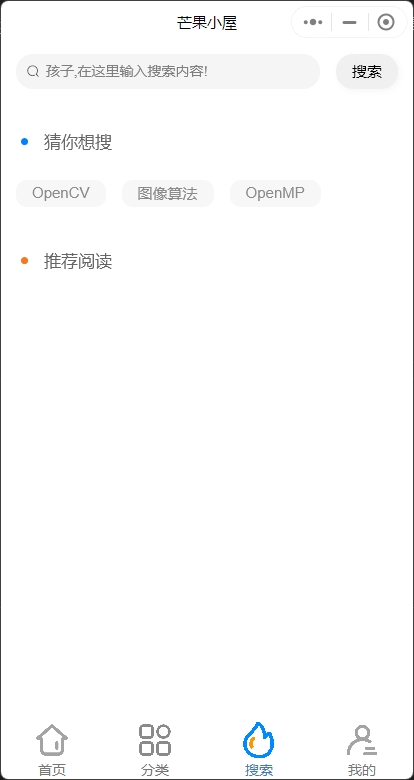 芒果小屋
孩子,在这里输入搜索内容!
搜索
猜你想搜
OpenCV 图像算法 OpenMP
推荐阅读
首页 分类 搜索 我的